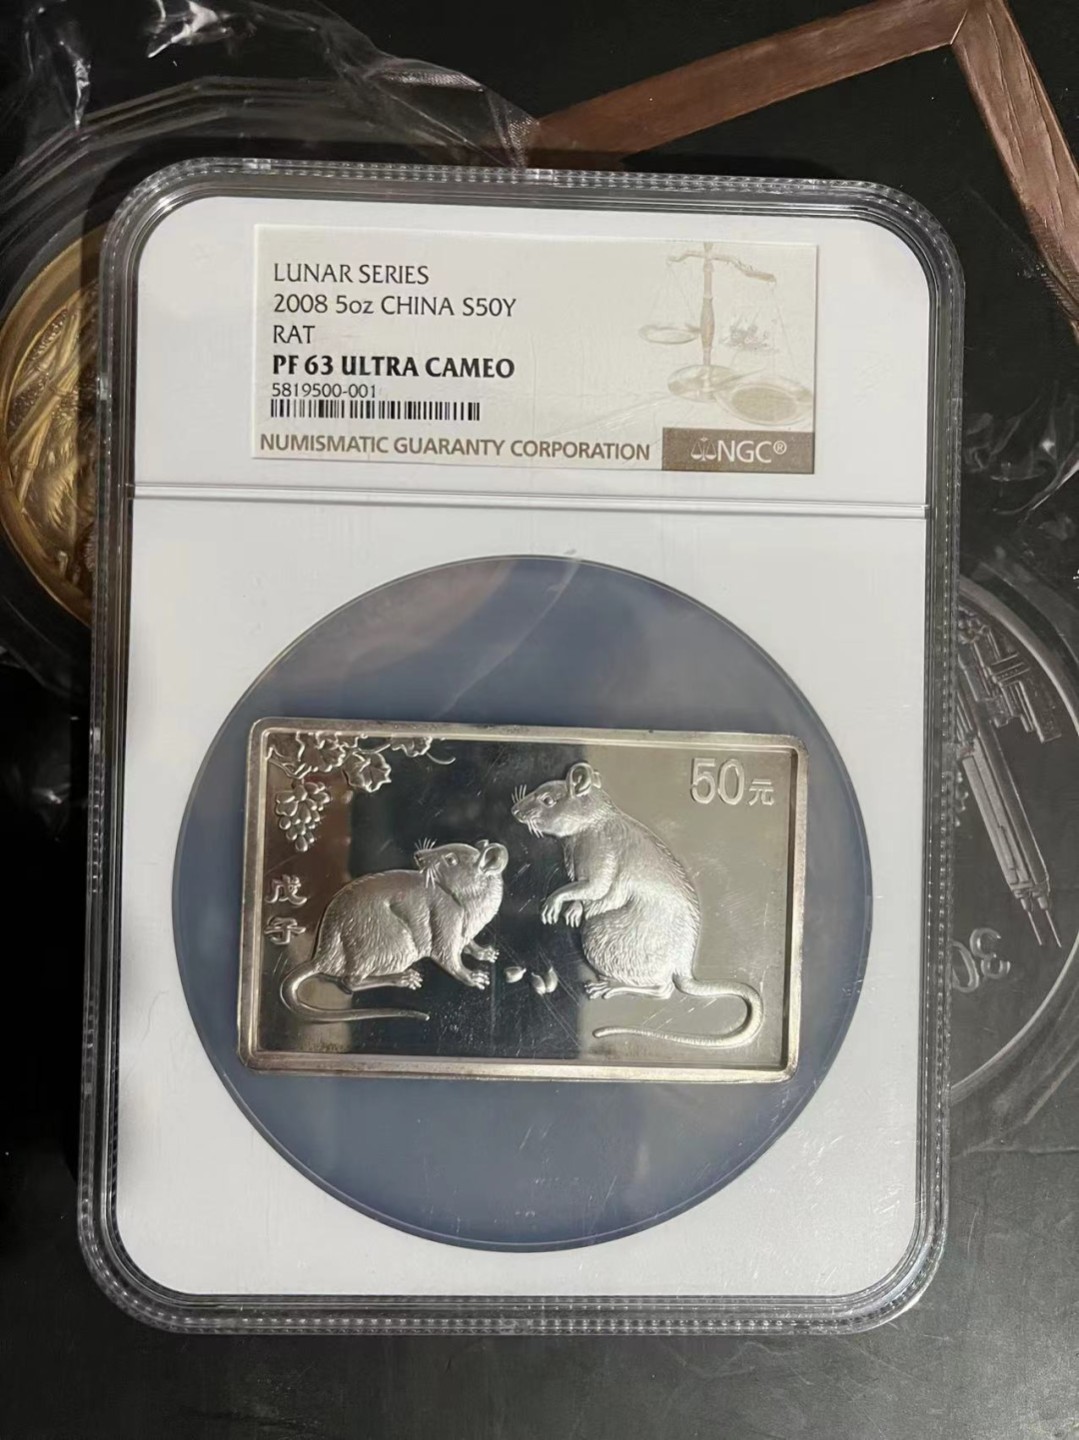 LUNAR SERIES
2008 5oz CHINA S50Y
RAT
PF 63 ULTRA CAMEO
5819500-001
NUMISMATIC GUARANTY CORPORATION
NGC®
50元
戊子
30